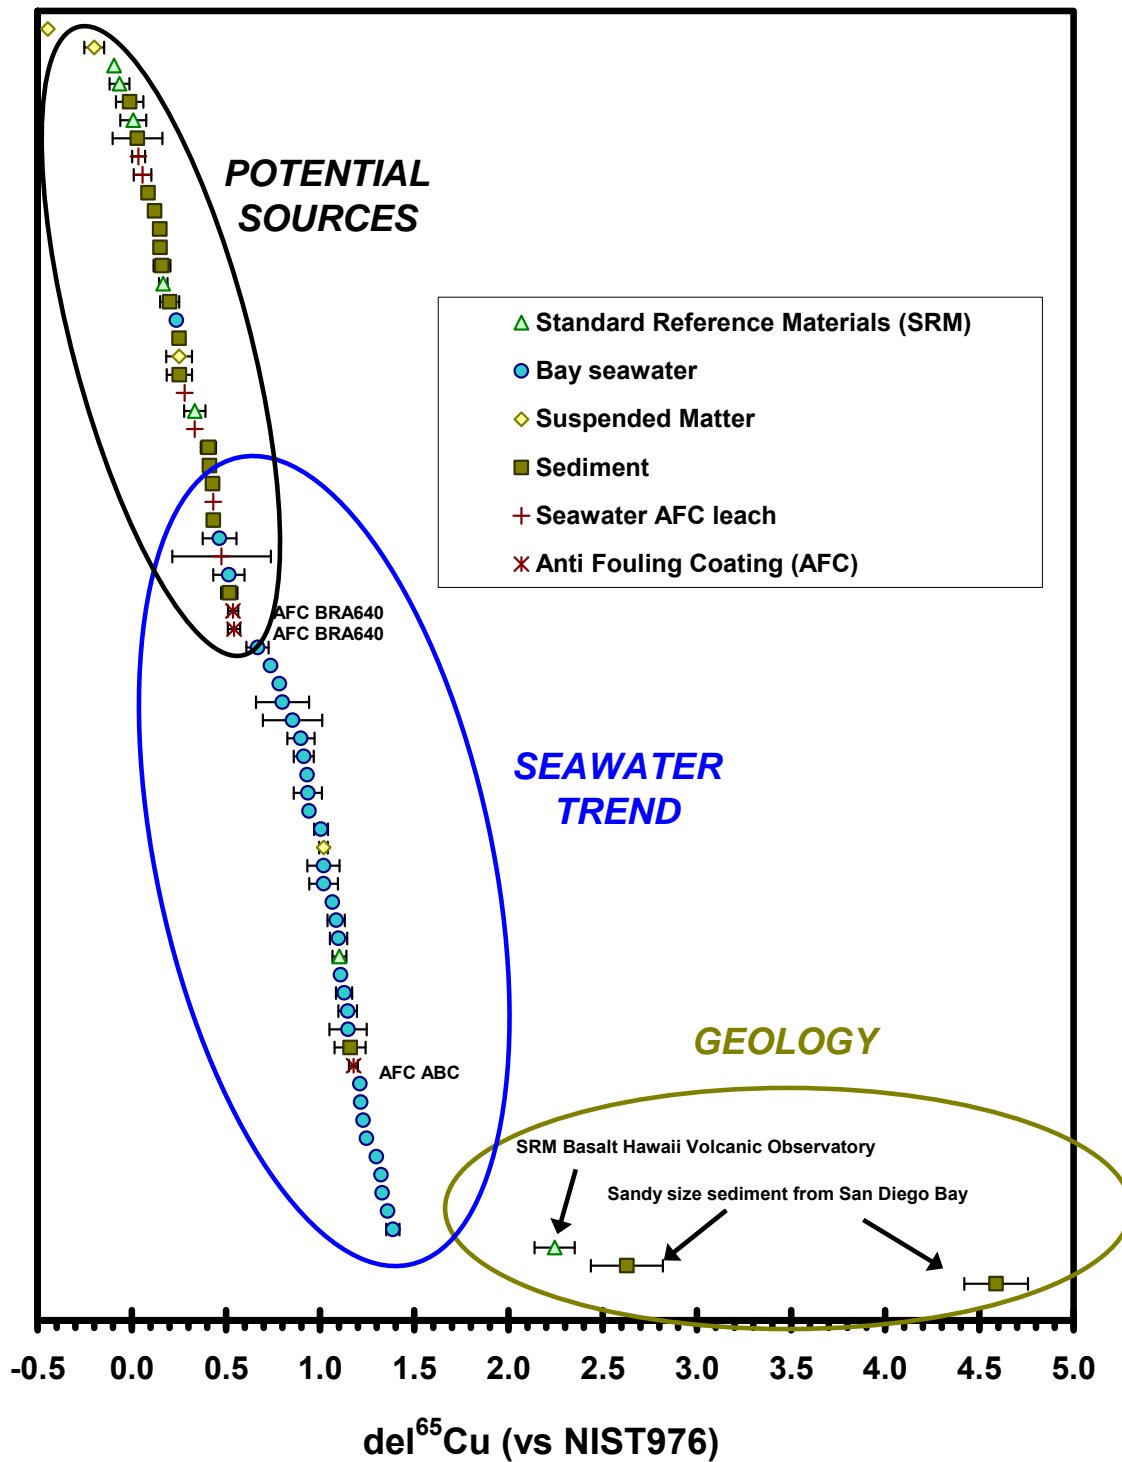 POTENTIAL
SOURCES
Standard Reference Materials (SRM)
Bay seawater
Suspended Matter
Sediment
Seawater AFC leach
Anti Fouling Coating (AFC)
AFC BRA640
AFC BRA640
SEAWATER
TREND
GEOLOGY
AFC ABC
SRM Basalt Hawaii Volcanic Observatory
Sandy size sediment from San Diego Bay
-0.5 0.0 0.5 1.0 1.5 2.0 2.5 3.0 3.5 4.0 4.5 5.0
del⁶⁵Cu (vs NIST976)